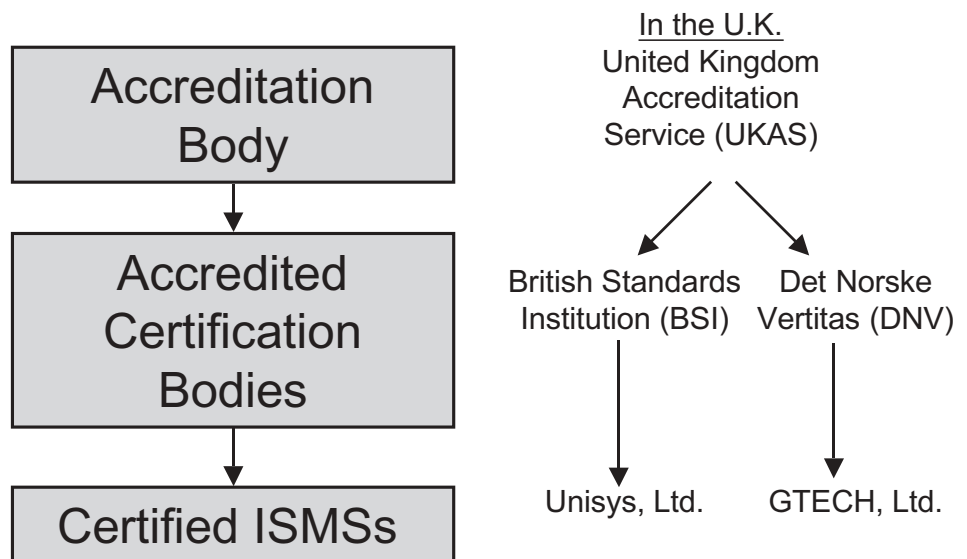 Accreditation
Body
Accredited
Certification
Bodies
Certified ISMSs
In the U.K.
United Kingdom
Accreditation
Service (UKAS)
British Standards
Institution (BSI)
Det Norske
Vertitas (DNV)
Unisys, Ltd.
GTECH, Ltd.